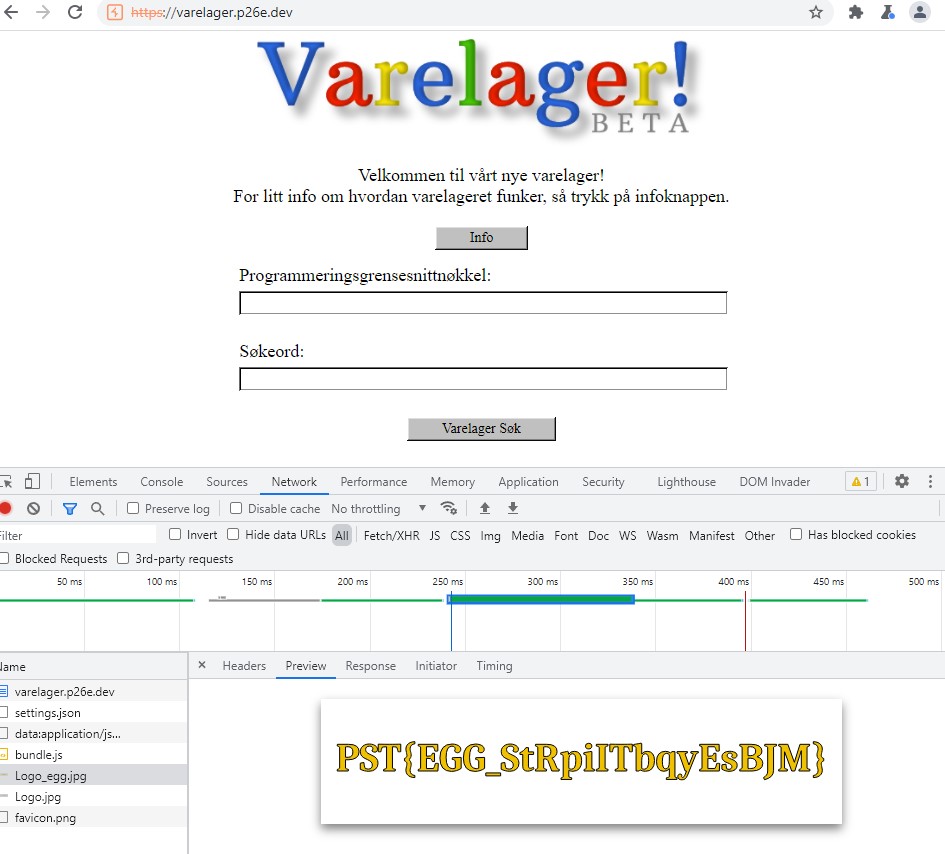 https://varelager.p26e.dev
Varelager!
BETA
Velkommen til vårt nye varelager!
For litt info om hvordan varelageret funker, så trykk på infoknappen.
Info
Programmeringsgrensesnittnøkkel:
Søkeord:
Varelager Søk
Elements Console Sources Network Performance Memory Application Security Lighthouse DOM Invader 1
Preserve log Disable cache No throttling
Filter Invert Hide data URLs All Fetch/XHR JS CSS Img Media Font Doc WS Wasm Manifest Other Has blocked cookies
Blocked Requests 3rd-party requests
50 ms 100 ms 150 ms 200 ms 250 ms 300 ms 350 ms 400 ms 450 ms 500 ms
Name × Headers Preview Response Initiator Timing
varelager.p26e.dev
settings.json
data:application/js...
bundle.js
Logo_egg.jpg
Logo.jpg
favicon.png
PST{EGG_StRpiITbqyEsBJM}